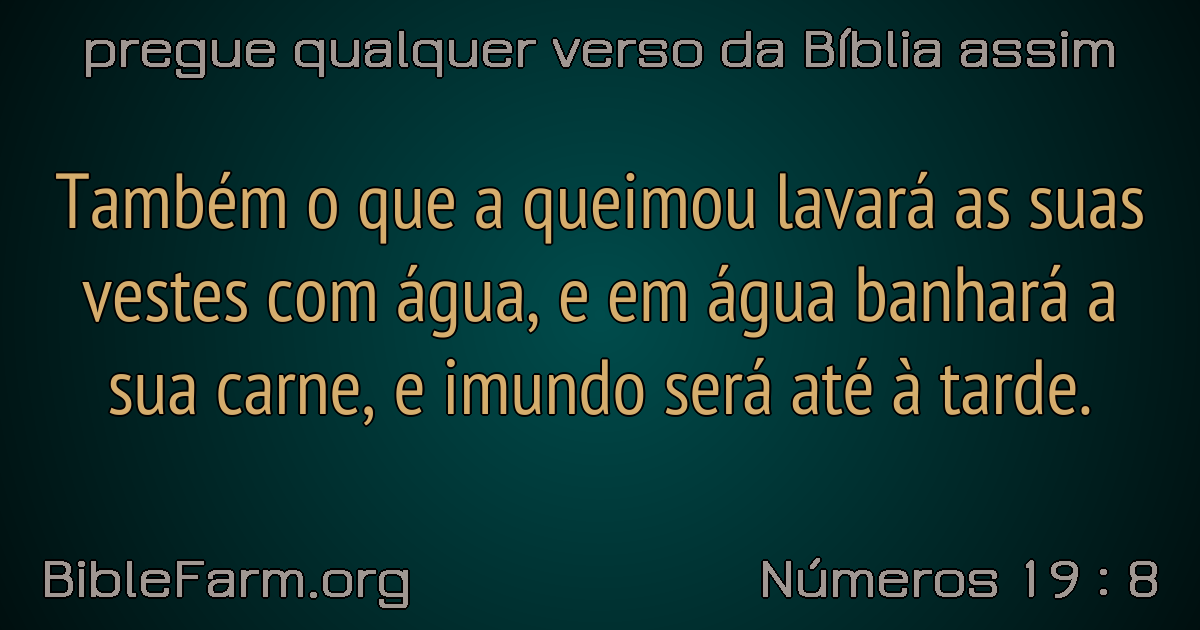 pregue qualquer verso da Bíblia assim
Também o que a queimou lavará as suas
vestes com água, e em água banhará a
sua carne, e imundo será até à tarde.
BibleFarm.org
Números 19 : 8